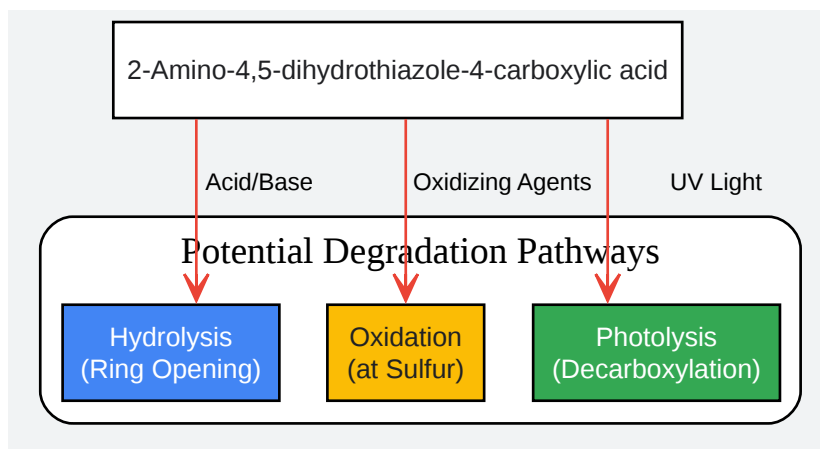 2-Amino-4,5-dihydrothiazole-4-carboxylic acid
Acid/Base
Oxidizing Agents
UV Light
Potential Degradation Pathways
Hydrolysis
(Ring Opening)
Oxidation
(at Sulfur)
Photolysis
(Decarboxylation)